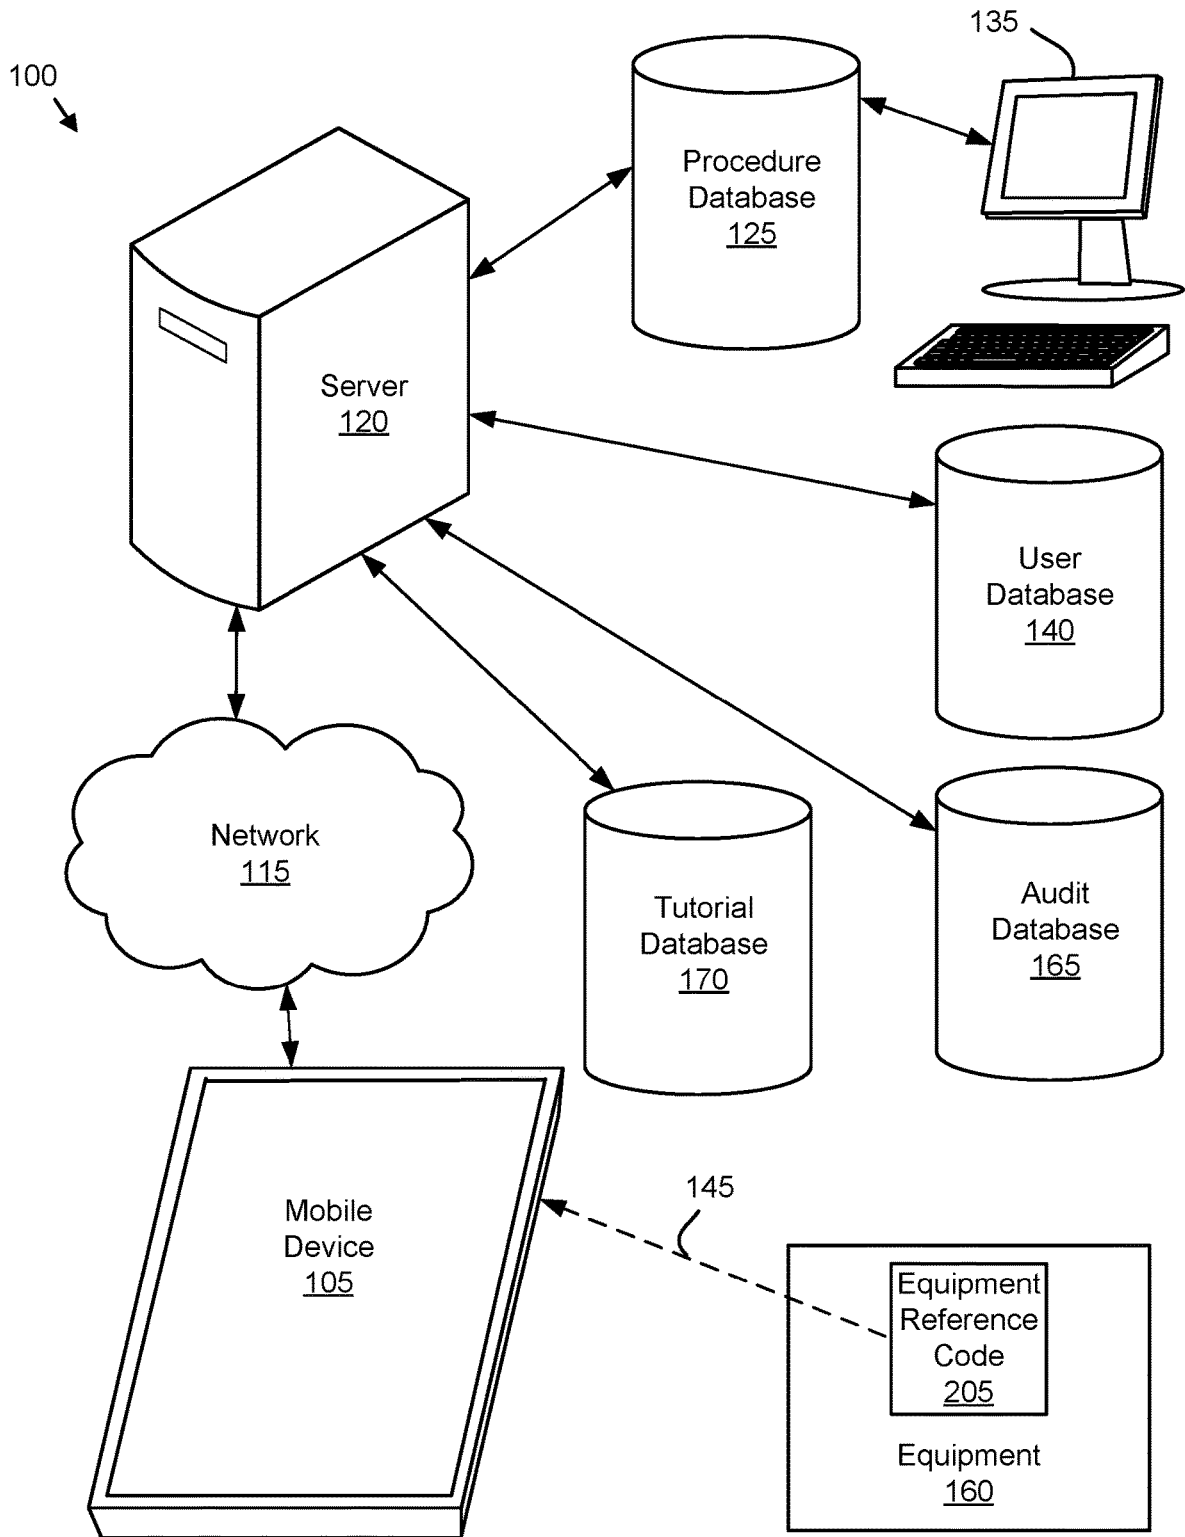 135
100
Procedure
Database
125
Server
120
User
Database
140
Network
115
Tutorial
Database
170
Audit
Database
165
145
Mobile
Device
105
Equipment
Reference
Code
205
Equipment
160